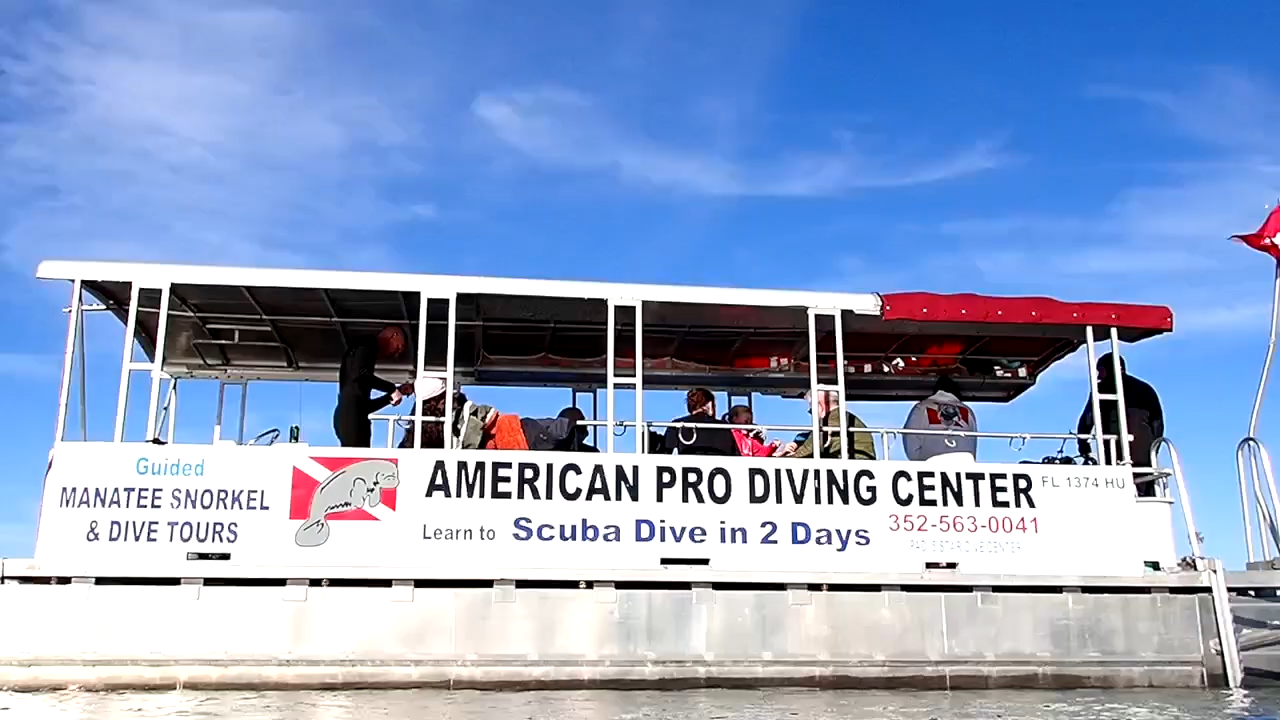 Guided
MANATEE SNORKEL
& DIVE TOURS
AMERICAN PRO DIVING CENTER
FL 1374 HU
Learn to Scuba Dive in 2 Days
352-563-0041